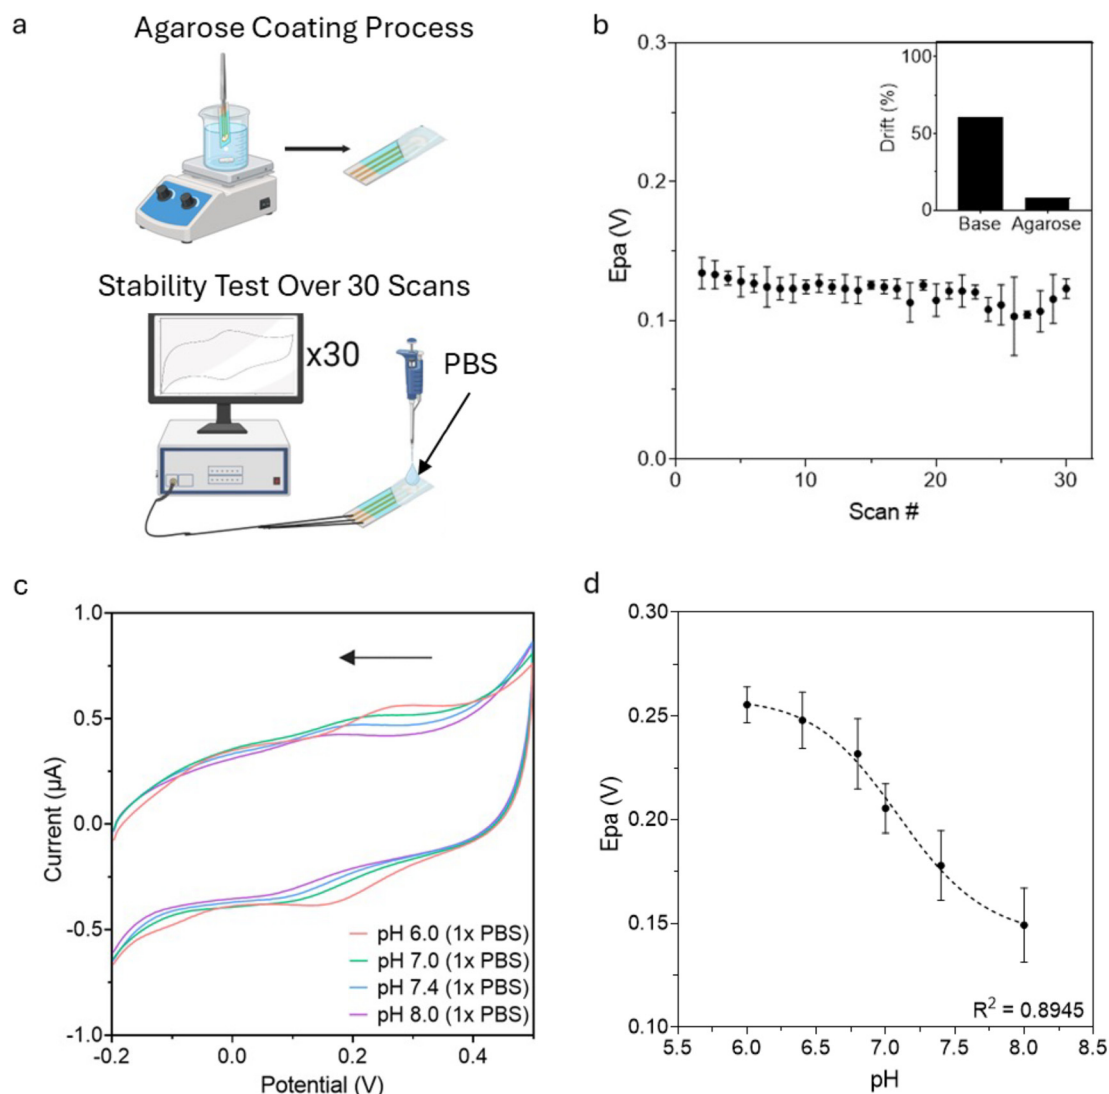 a
Agarose Coating Process
Stability Test Over 30 Scans
x30
PBS
b
0.3
0.2
0.1
0.0
Epa (V)
0
10
20
30
Scan #
100
50
0
Drift (%)
Base
Agarose
c
1.0
0.5
0.0
-0.5
-1.0
Current (µA)
-0.2
0.0
0.2
0.4
Potential (V)
pH 6.0 (1x PBS)
pH 7.0 (1x PBS)
pH 7.4 (1x PBS)
pH 8.0 (1x PBS)
d
0.30
0.25
0.20
0.15
0.10
Epa (V)
R² = 0.8945
5.5
6.0
6.5
7.0
7.5
8.0
8.5
pH